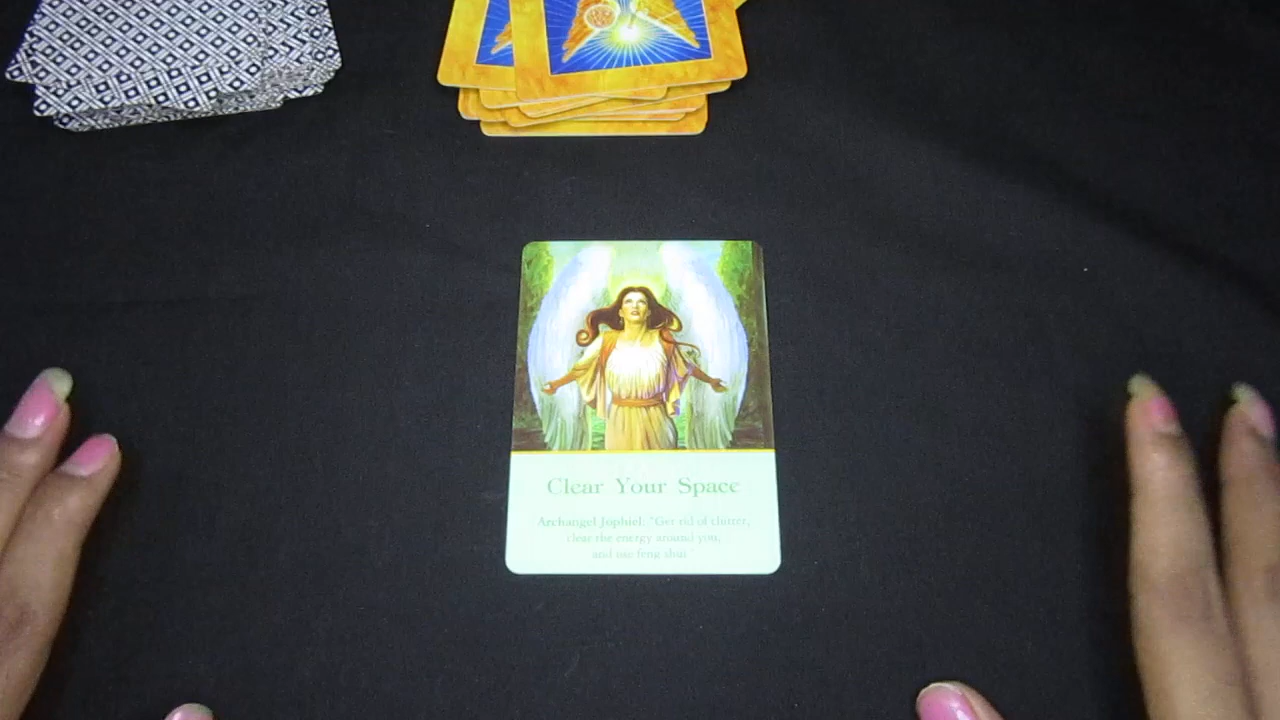 Clear Your Space
Archangel Jophiel: "Get rid of clutter,
clear the energy around you,
and use feng shui."